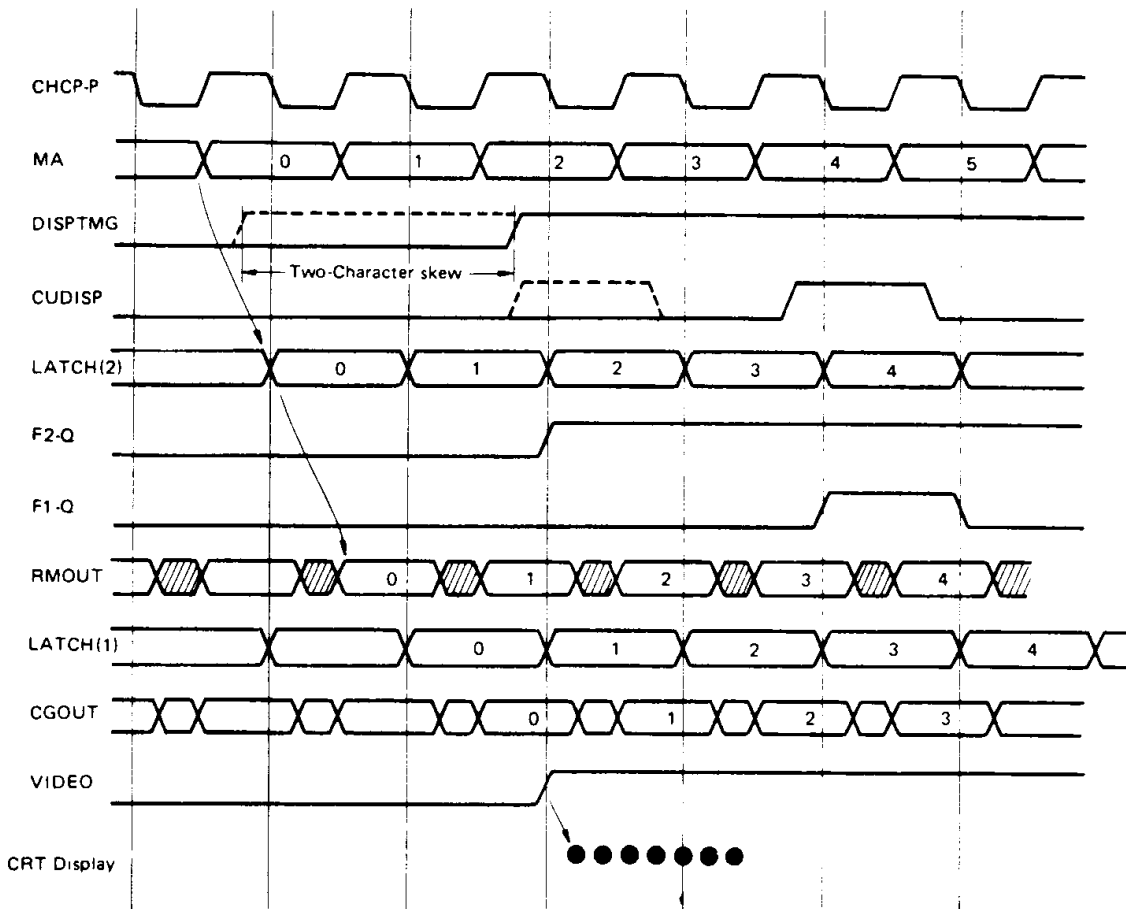 CHCP-P
MA 0 1 2 3 4 5
DISPTMG
Two-Character skew
CUDISP
LATCH(2) 0 1 2 3 4
F2-Q
F1-Q
RMOUT 0 1 2 3 4
LATCH(1) 0 1 2 3 4
CGOUT 0 1 2 3
VIDEO
CRT Display